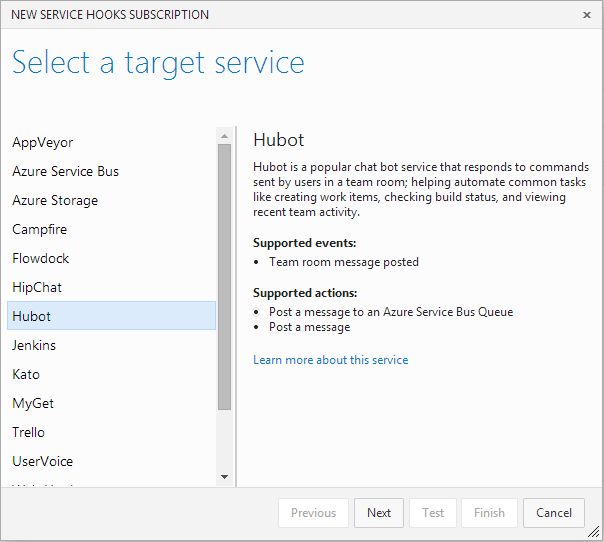 NEW SERVICE HOOKS SUBSCRIPTION
Select a target service
AppVeyor
Azure Service Bus
Azure Storage
Campfire
Flowdock
HipChat
Hubot
Jenkins
Kato
MyGet
Trello
UserVoice
Hubot
Hubot is a popular chat bot service that responds to commands
sent by users in a team room; helping automate common tasks
like creating work items, checking build status, and viewing
recent team activity.
Supported events:
• Team room message posted
Supported actions:
• Post a message to an Azure Service Bus Queue
• Post a message
Learn more about this service
Previous
Next
Test
Finish
Cancel